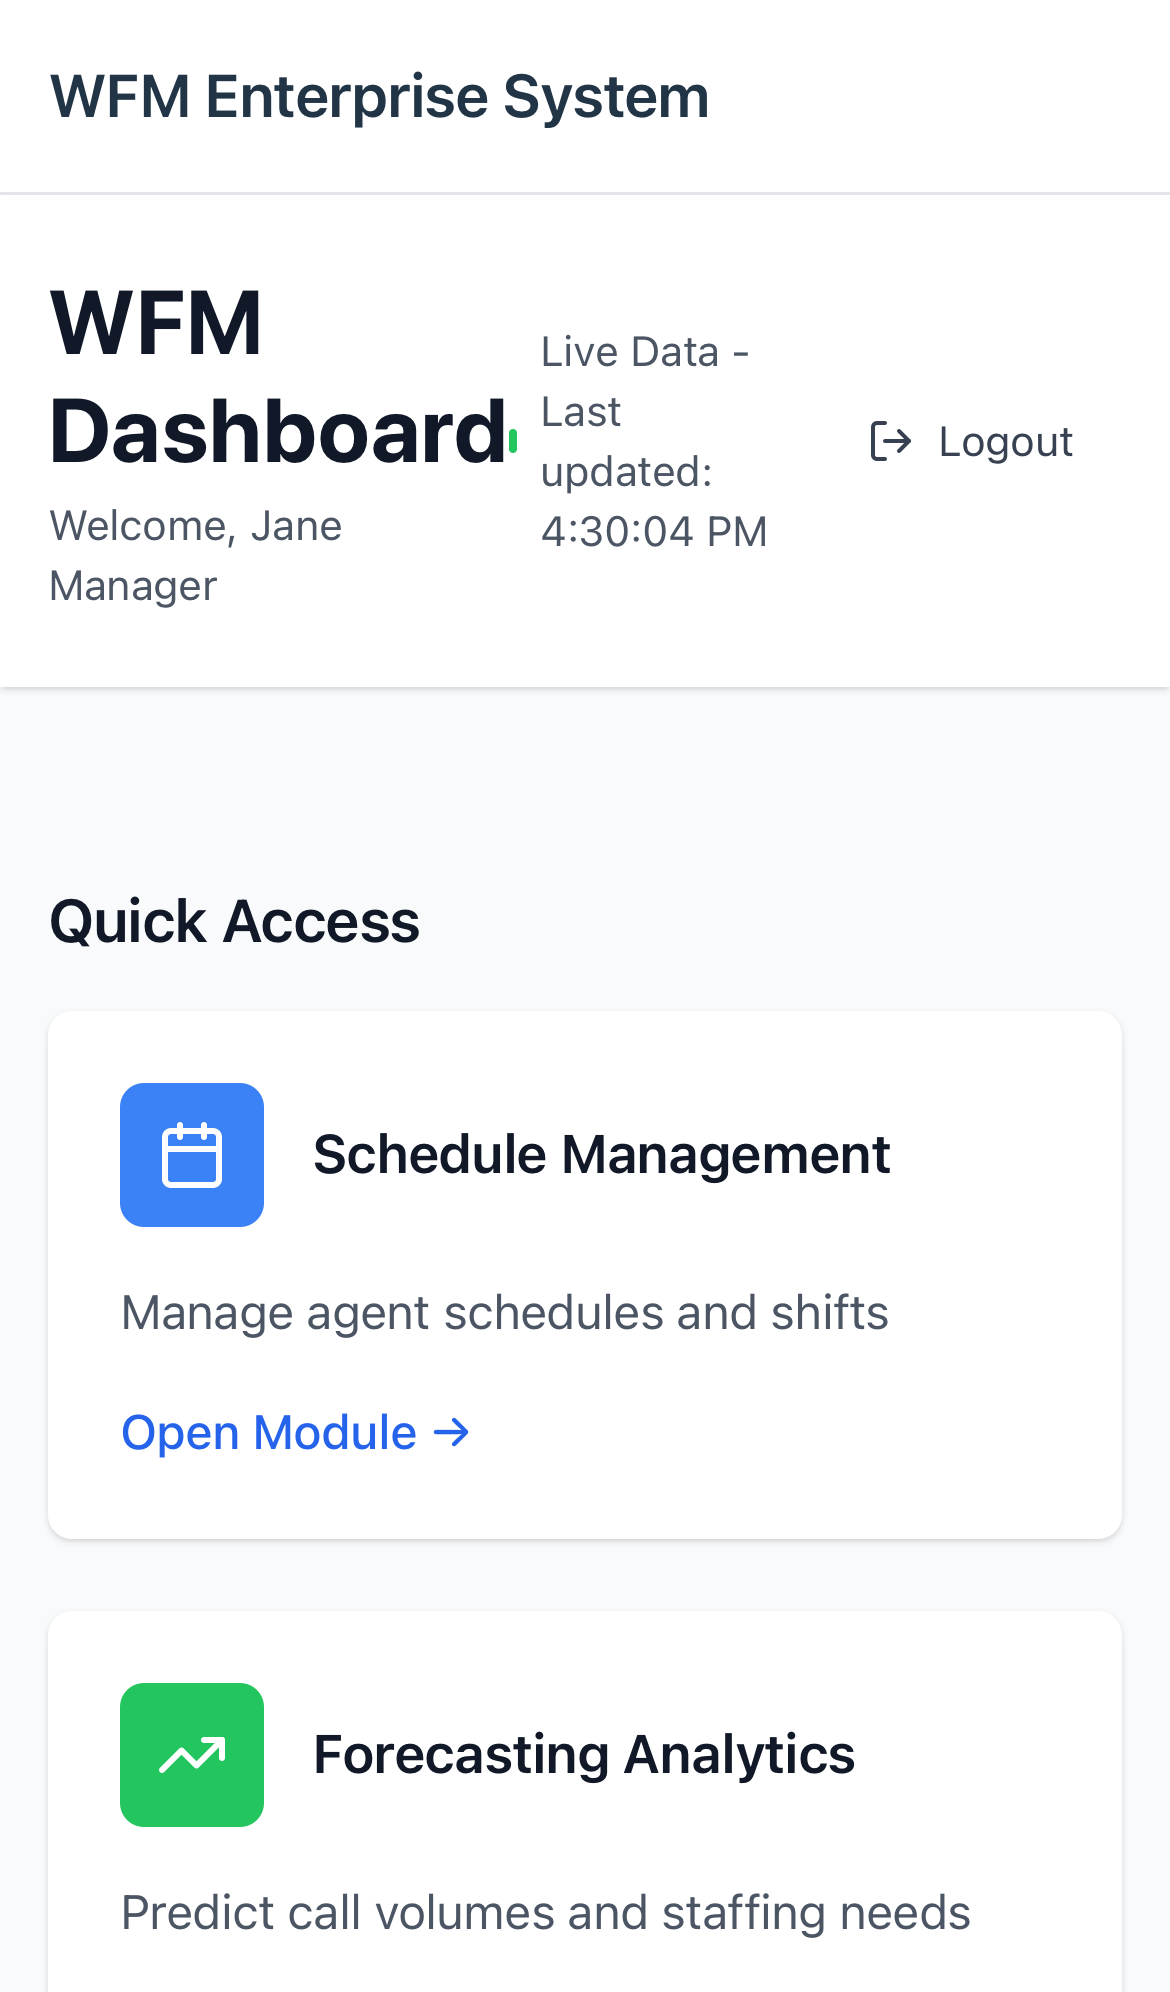 WFM Enterprise System
WFM
Dashboard
Welcome, Jane
Manager
Live Data -
Last
updated:
4:30:04 PM
Logout
Quick Access
Schedule Management
Manage agent schedules and shifts
Open Module →
Forecasting Analytics
Predict call volumes and staffing needs